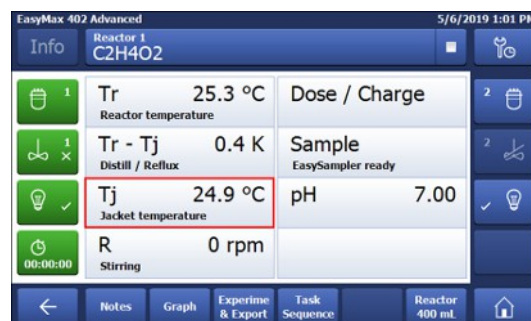 EasyMax 402 Advanced 5/6/2019 1:01 PM
Info Reactor 1
C2H4O2
1 Tr 25.3 °C Dose / Charge 2
Reactor temperature
1 Tr - Tj 0.4 K Sample 2
Distill / Reflux EasySampler ready
Tj 24.9 °C pH 7.00
Jacket temperature
R 0 rpm
00:00:00 Stirring
Notes Graph Experime & Export Task Sequence Reactor 400 mL